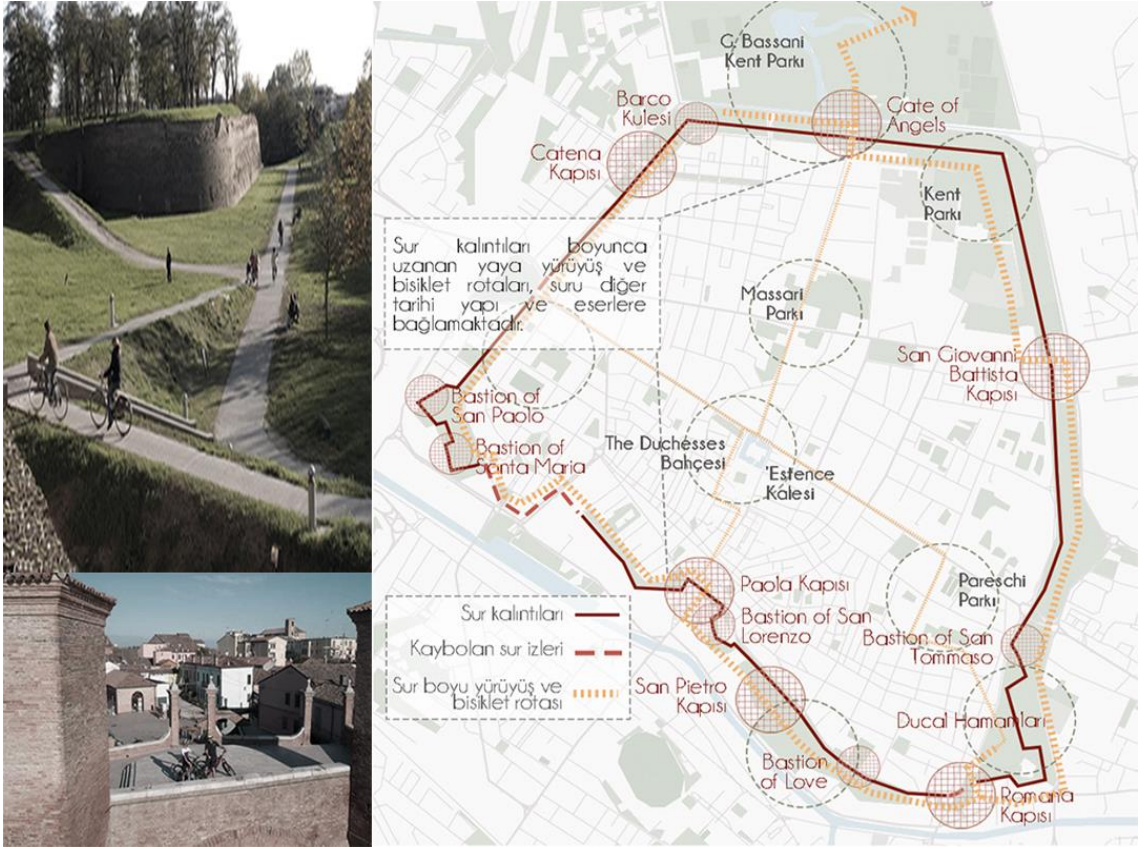 G. Bassani
Kent Parkı
Barco
Kulesi
Gate of
Angels
Catena
Kapısı
Kent
Parkı
Sur kalıntıları boyunca
uzanan yaya yürüyüş ve
bisiklet rotaları, suru diğer
tarihi yapı ve eserlere
bağlamaktadır.
Massari
Parkı
San Giovanni
Battista
Kapısı
Bastion of
San Paolo
Bastion of
Santa Maria
The Duchesses
Bahçesi
'Estence
Kalesi
Paola Kapısı
Pareschi
Parkı
Bastion of San
Lorenzo
Bastion of San
Tommaso
Sur kalıntıları
Kaybolan sur izleri
Sur boyu yürüyüş ve
bisiklet rotası
San Pietro
Kapısı
Ducal Hamamları
Bastion
of Love
Romana
Kapısı